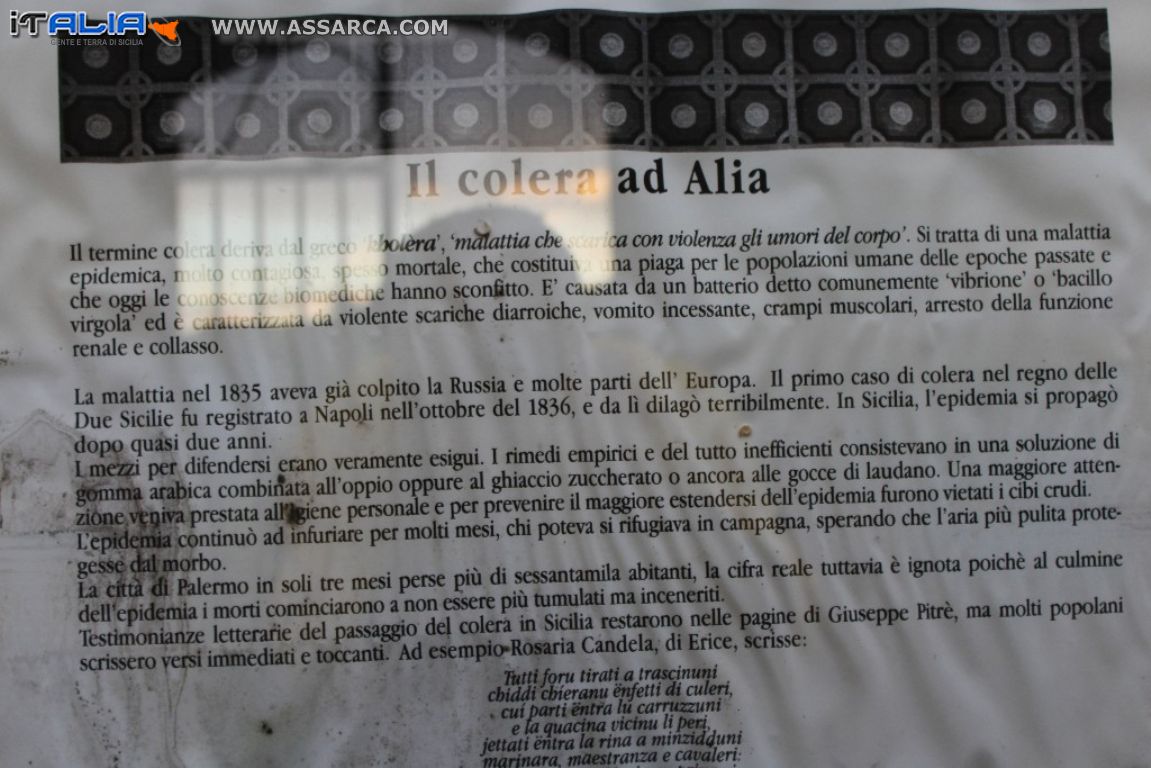 iTALIA
GENTE E TERRA DI SICILIA
WWW.ASSARCA.COM
Il colera ad Alia
Il termine colera deriva dal greco 'kholèra', 'malattia che scarica con violenza gli umori del corpo'. Si tratta di una malattia
epidemica, molto contagiosa, spesso mortale, che costituiva una piaga per le popolazioni umane delle epoche passate e
che oggi le conoscenze biomediche hanno sconfitto. E' causata da un batterio detto comunemente 'vibrione' o 'bacillo
virgola' ed è caratterizzata da violente scariche diarroiche, vomito incessante, crampi muscolari, arresto della funzione
renale e collasso.
La malattia nel 1835 aveva già colpito la Russia e molte parti dell' Europa. Il primo caso di colera nel regno delle
Due Sicilie fu registrato a Napoli nell'ottobre del 1836, e da lì dilagò terribilmente. In Sicilia, l'epidemia si propagò
dopo quasi due anni.
I mezzi per difendersi erano veramente esigui. I rimedi empirici e del tutto inefficienti consistevano in una soluzione di
gomma arabica combinata all'oppio oppure al ghiaccio zuccherato o ancora alle gocce di laudano. Una maggiore atten-
zione veniva prestata all'igiene personale e per prevenire il maggiore estendersi dell'epidemia furono vietati i cibi crudi.
L'epidemia continuò ad infuriare per molti mesi, chi poteva si rifugiava in campagna, sperando che l'aria più pulita prote-
gesse dal morbo.
La città di Palermo in soli tre mesi perse più di sessantamila abitanti, la cifra reale tuttavia è ignota poichè al culmine
dell'epidemia i morti cominciarono a non essere più tumulati ma inceneriti.
Testimonianze letterarie del passaggio del colera in Sicilia restarono nelle pagine di Giuseppe Pitrè, ma molti popolani
scrissero versi immediati e toccanti. Ad esempio Rosaria Candela, di Erice, scrisse:
Tutti foru tirati a trascinuni
chiddi chieranu ënfetti di culeri,
cui parti ëntra lu carruzzuni
e la quacina vicinu li peri,
jettati ëntra la rina a minzidduni
marinara, maestranza e cavaleri: